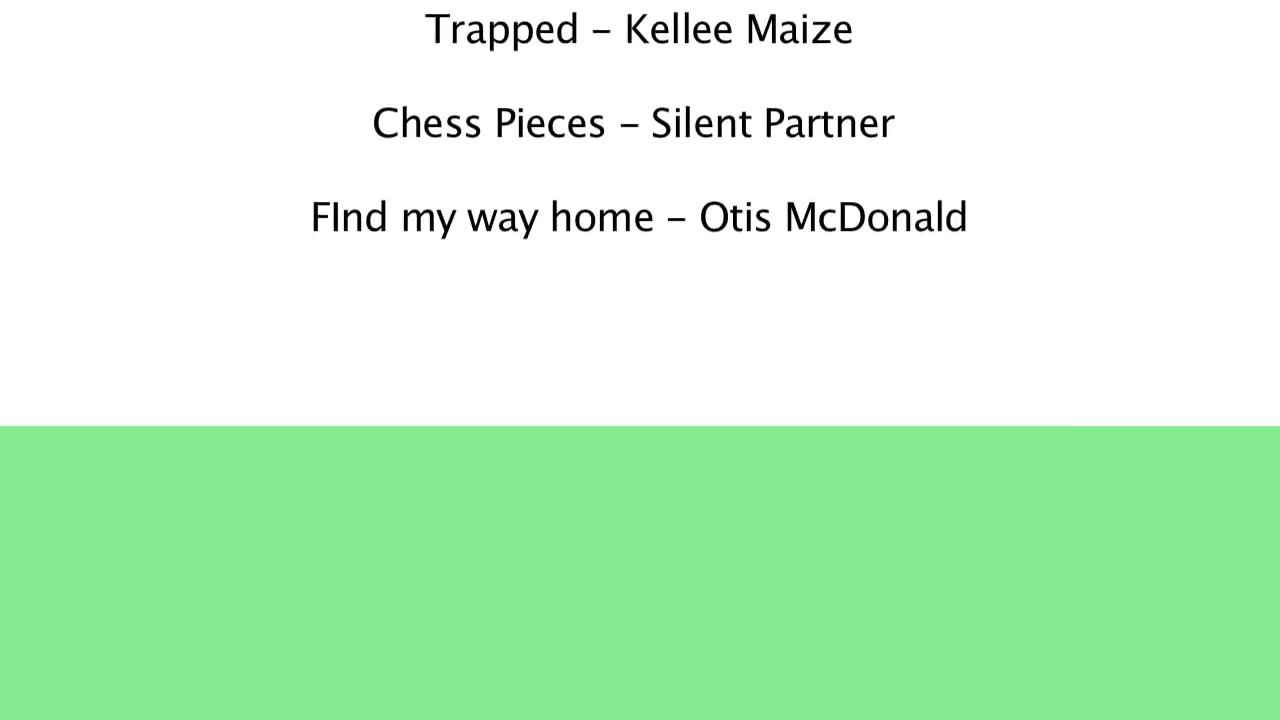 Trapped – Kellee Maize
Chess Pieces – Silent Partner
FInd my way home – Otis McDonald